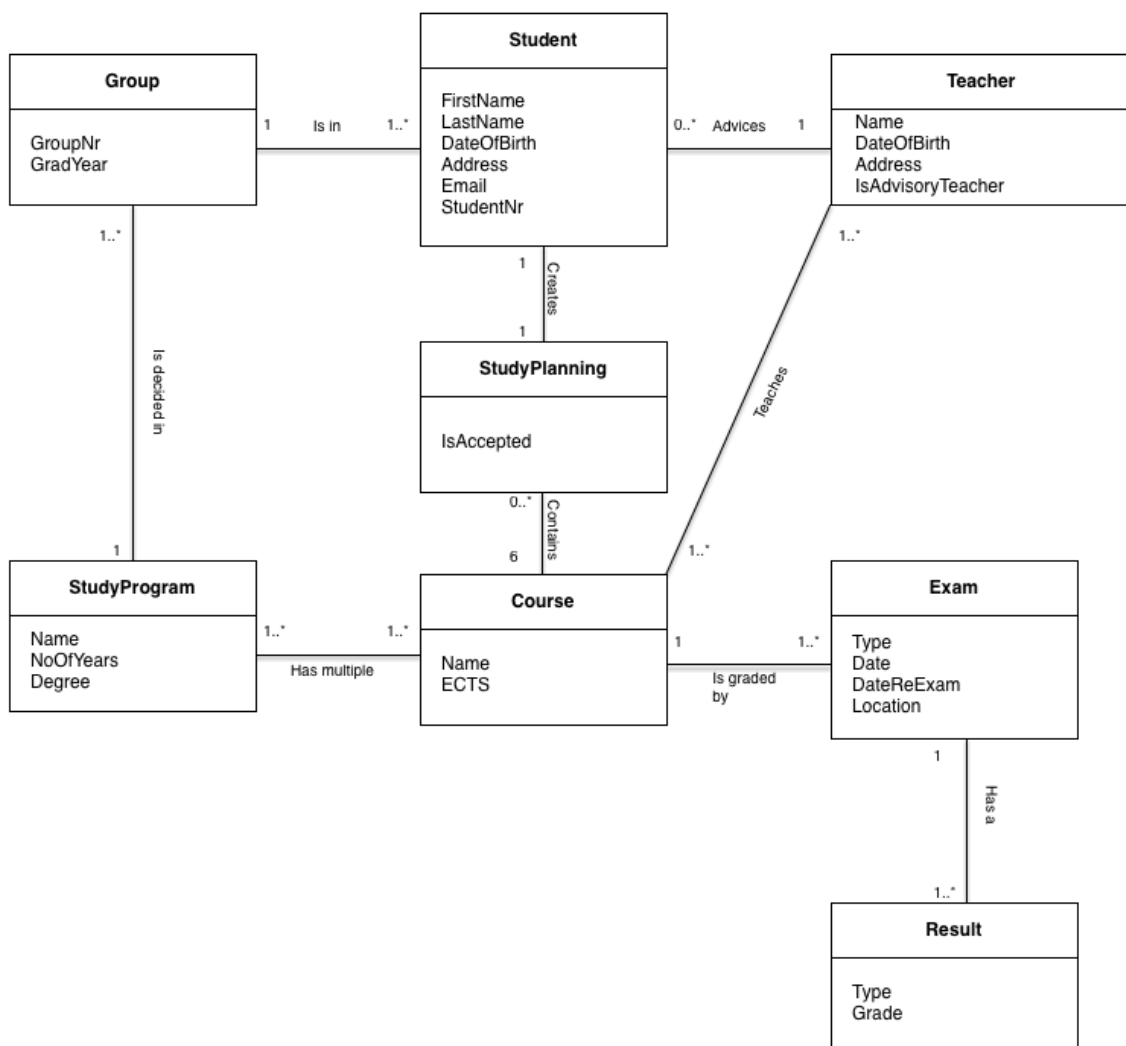 Student
Group
Teacher
FirstName
LastName
DateOfBirth
Address
Email
StudentNr
GroupNr
GradYear
Name
DateOfBirth
Address
IsAdvisoryTeacher
1 Is in 1..*
0..* Advices 1
1..*
1
Creates
1
1..*
Is decided in
StudyPlanning
IsAccepted
Teaches
0..*
Contains
6
1..*
1
StudyProgram
Course
Exam
Name
NoOfYears
Degree
1..* 1..*
Has multiple
Name
ECTS
1 1..*
Is graded
by
Type
Date
DateReExam
Location
1
Has a
1..*
Result
Type
Grade